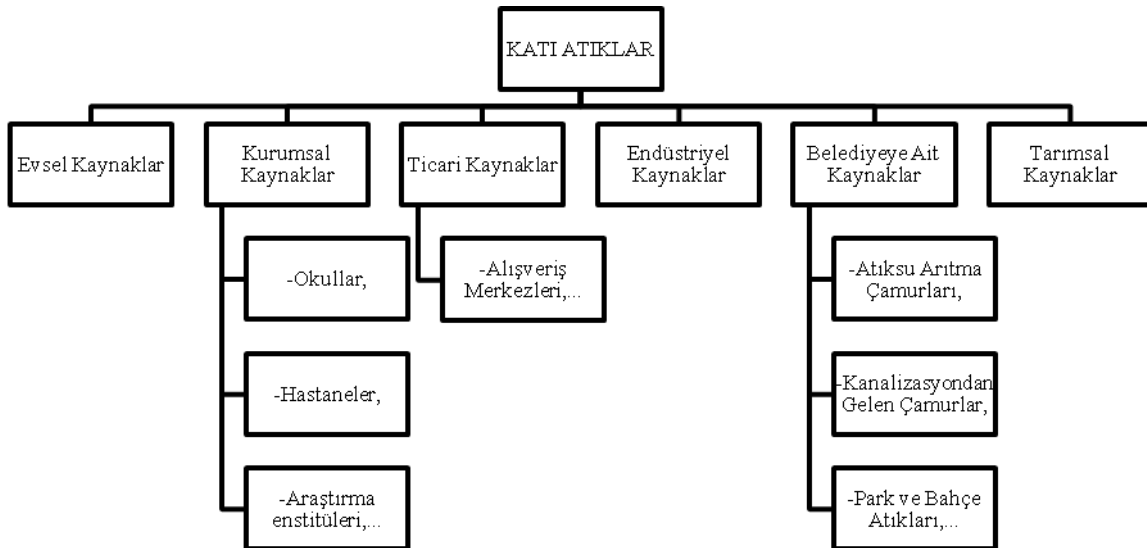 KATI ATIKLAR
Evsel Kaynaklar
Kurumsal
Kaynaklar
Ticari Kaynaklar
Endüstriyel
Kaynaklar
Belediyeye Ait
Kaynaklar
Tarımsal
Kaynaklar
-Okullar,
-Hastaneler,
-Araştırma
enstitüleri,...
-Alışveriş
Merkezleri,...
-Atıksu Arıtma
Çamurları,
-Kanalizasyondan
Gelen Çamurlar,
-Park ve Bahçe
Atıkları,...